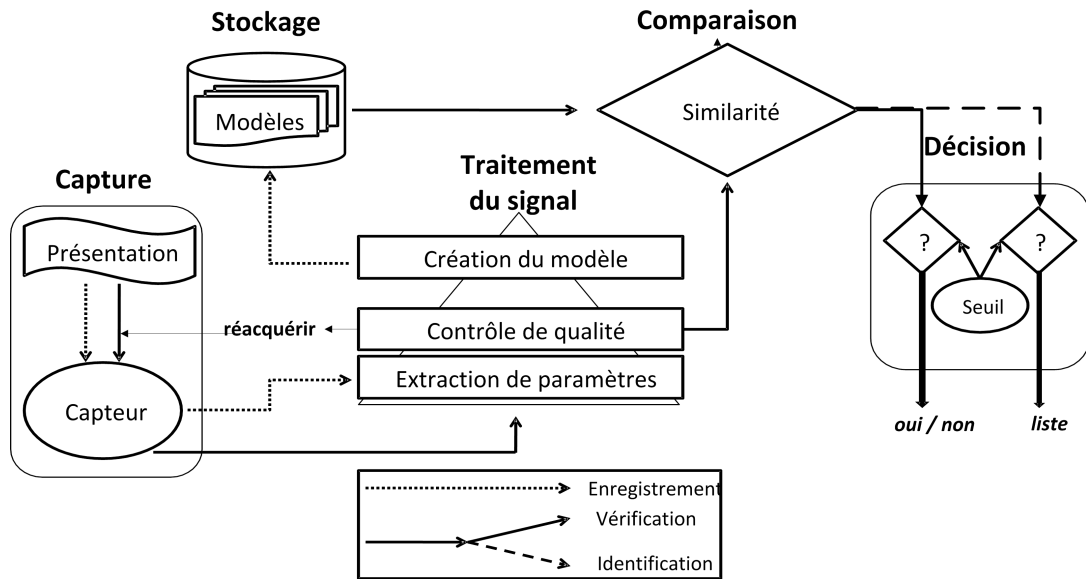 Stockage
Comparaison
Modèles
Similarité
Décision
Traitement
du signal
Capture
Présentation
Création du modèle
?
?
Seuil
réacquérir
Contrôle de qualité
Extraction de paramètres
Capteur
oui / non
liste
Enregistrement
Vérification
Identification